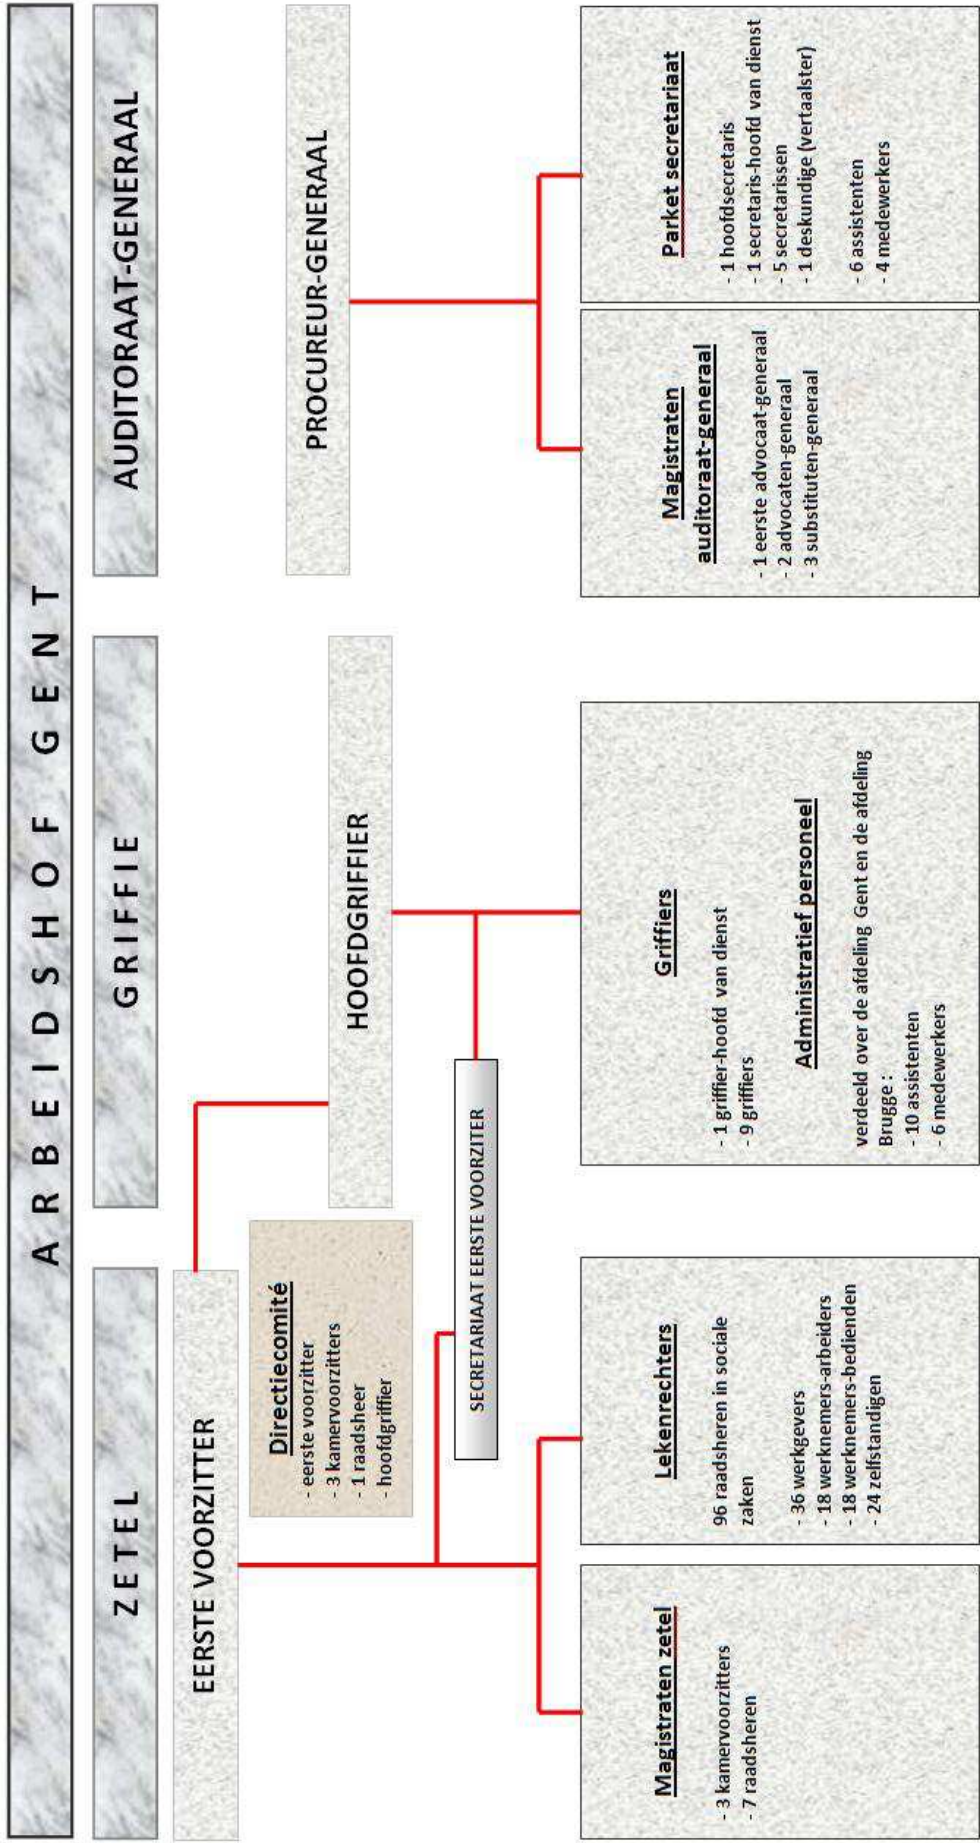 A R B E I D S H O F G E N T
Z E T E L
G R I F F I E
AUDITORAAT-GENERAAL
EERSTE VOORZITTER
Directiecomité
- eerste voorzitter
- 3 kamervoorzitters
- 1 raadsheer
- hoofdgriffier
HOOFDGRIFFIER
PROCUREUR-GENERAAL
SECRETARIAAT EERSTE VOORZITER
Magistraten zetel
- 3 kamervoorzitters
- 7 raadsheren
Lekenrechters
96 raadsheren in sociale
zaken
- 36 werkgevers
- 18 werknemers-arbeiders
- 18 werknemers-bedienden
- 24 zelfstandigen
Griffiers
- 1 griffier-hoofd van dienst
- 9 griffiers
Administratief personeel
verdeeld over de afdeling Gent en de afdeling
Brugge :
- 10 assistenten
- 6 medewerkers
Magistraten
auditoraat-generaal
- 1 eerste advocaat-generaal
- 2 advocaten-generaal
- 3 substituten-generaal
Parket secretariaat
- 1 hoofdsecretaris
- 1 secretaris-hoofd van dienst
- 5 secretarissen
- 1 deskundige (vertaalster)
- 6 assistenten
- 4 medewerkers